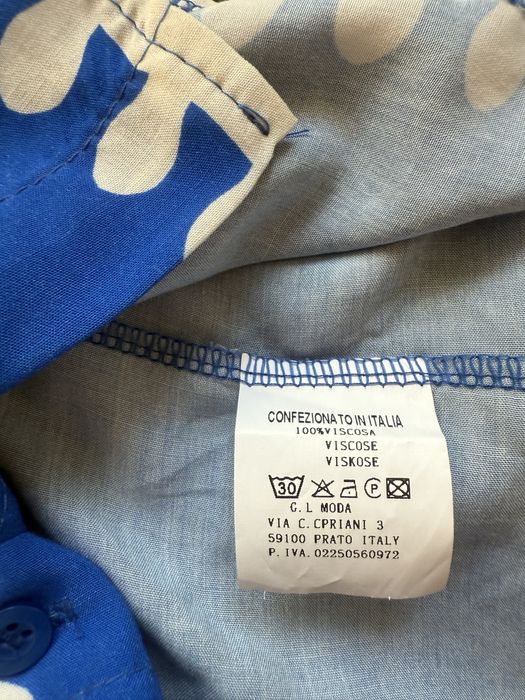 CONFEZIONATO IN ITALIA
100%VISCOSA
VISCOSE
VISKOSE
30 P
G.L MODA
VIA C.CPRIANI 3
59100 PRATO ITALY
P.IVA.02250560972